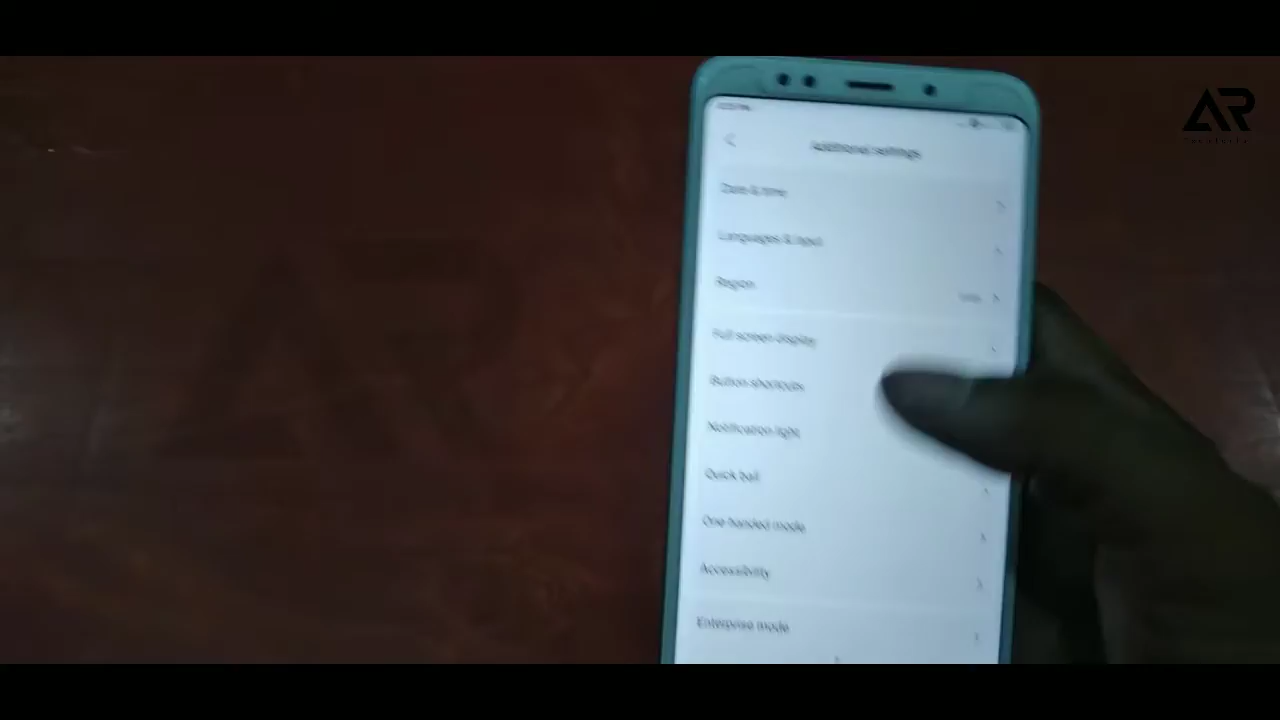 AR
Additional settings
Date & time
Languages & input
Region
Full screen display
Button shortcuts
Notification light
Quick ball
One-handed mode
Accessibility
Enterprise mode